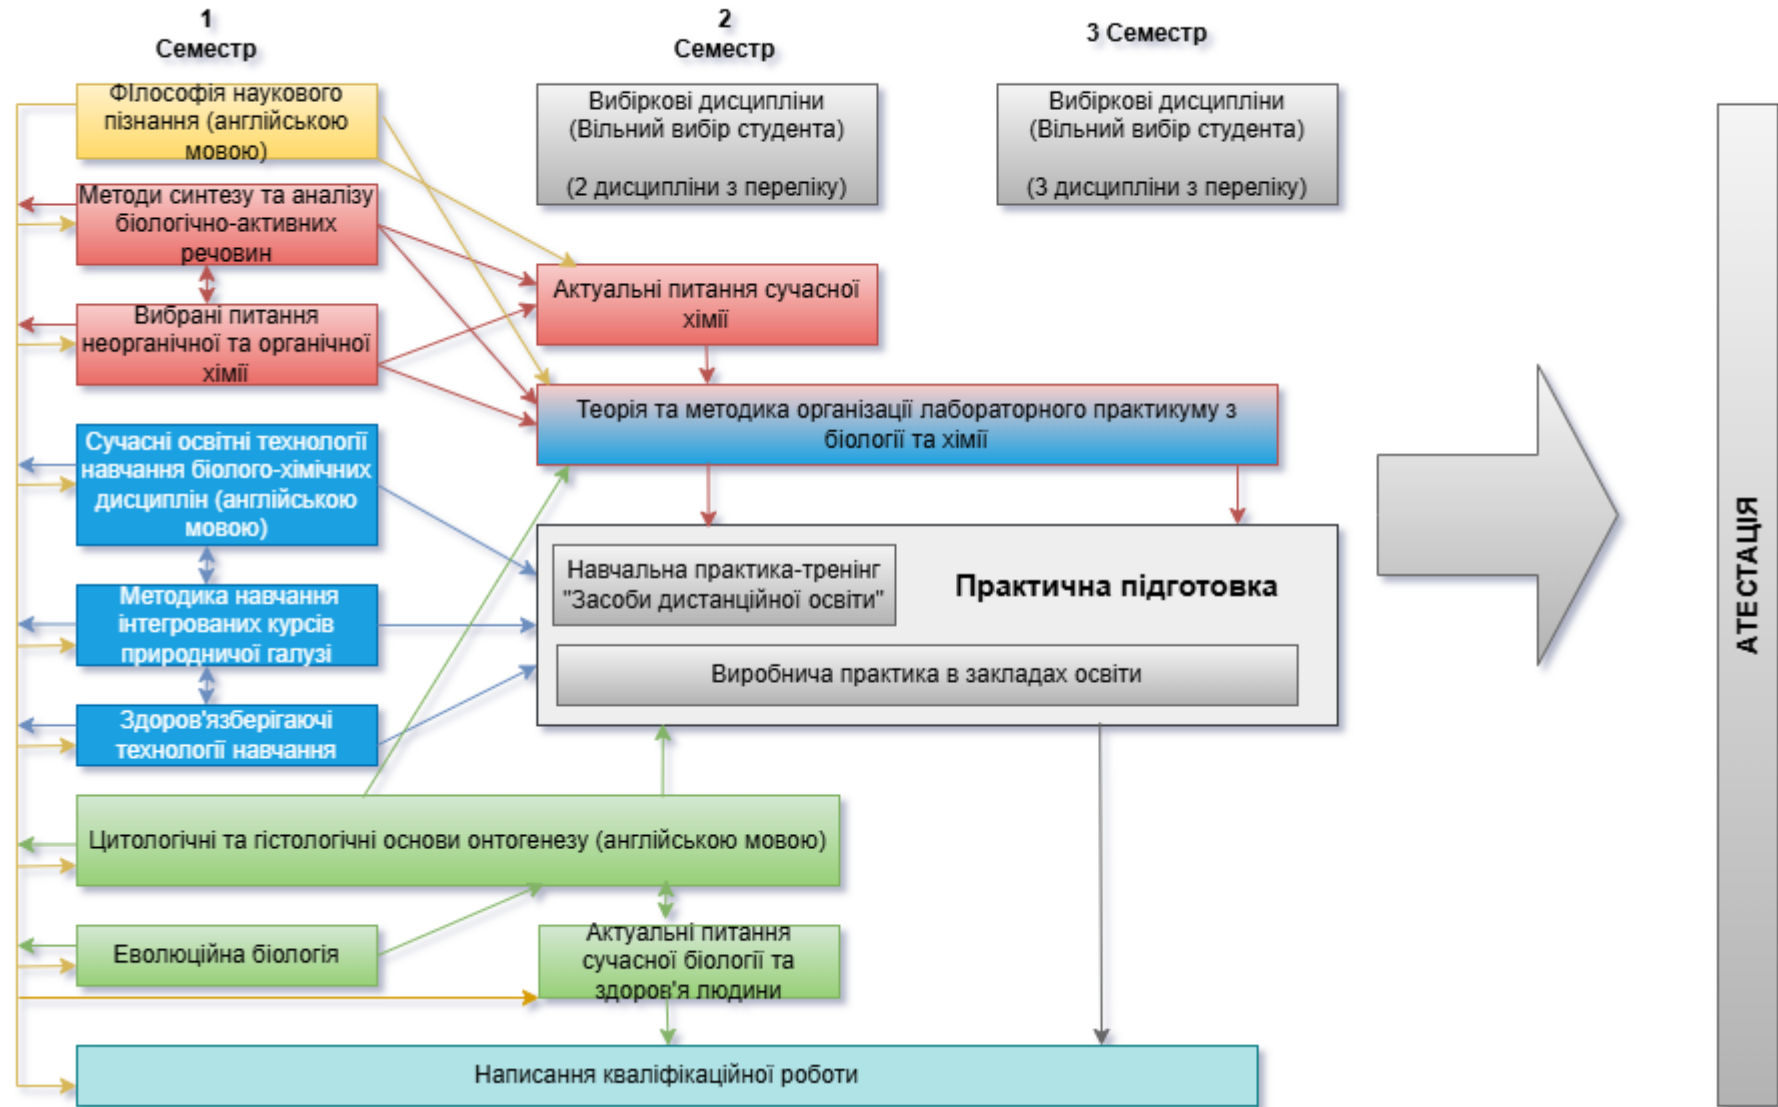 1
Семестр
2
Семестр
3 Семестр
ФІлософія наукового
пізнання (англійською
мовою)
Вибіркові дисципліни
(Вільний вибір студента)
(2 дисципліни з переліку)
Вибіркові дисципліни
(Вільний вибір студента)
(3 дисципліни з переліку)
Методи синтезу та аналізу
біологічно-активних
речовин
Актуальні питання сучасної
хімії
Вибрані питання
неорганічної та органічної
хімії
Теорія та методика організації лабораторного практикуму з
біології та хімії
Сучасні освітні технології
навчання біолого-хімічних
дисциплін (англійською
мовою)
Навчальна практика-тренінг
"Засоби дистанційної освіти"
Практична підготовка
Методика навчання
інтегрованих курсів
природничої галузі
Виробнича практика в закладах освіти
Здоров'язберігаючі
технології навчання
Цитологічні та гістологічні основи онтогенезу (англійською мовою)
Еволюційна біологія
Актуальні питання
сучасної біології та
здоров'я людини
Написання кваліфікаційної роботи
АТЕСТАЦІЯ